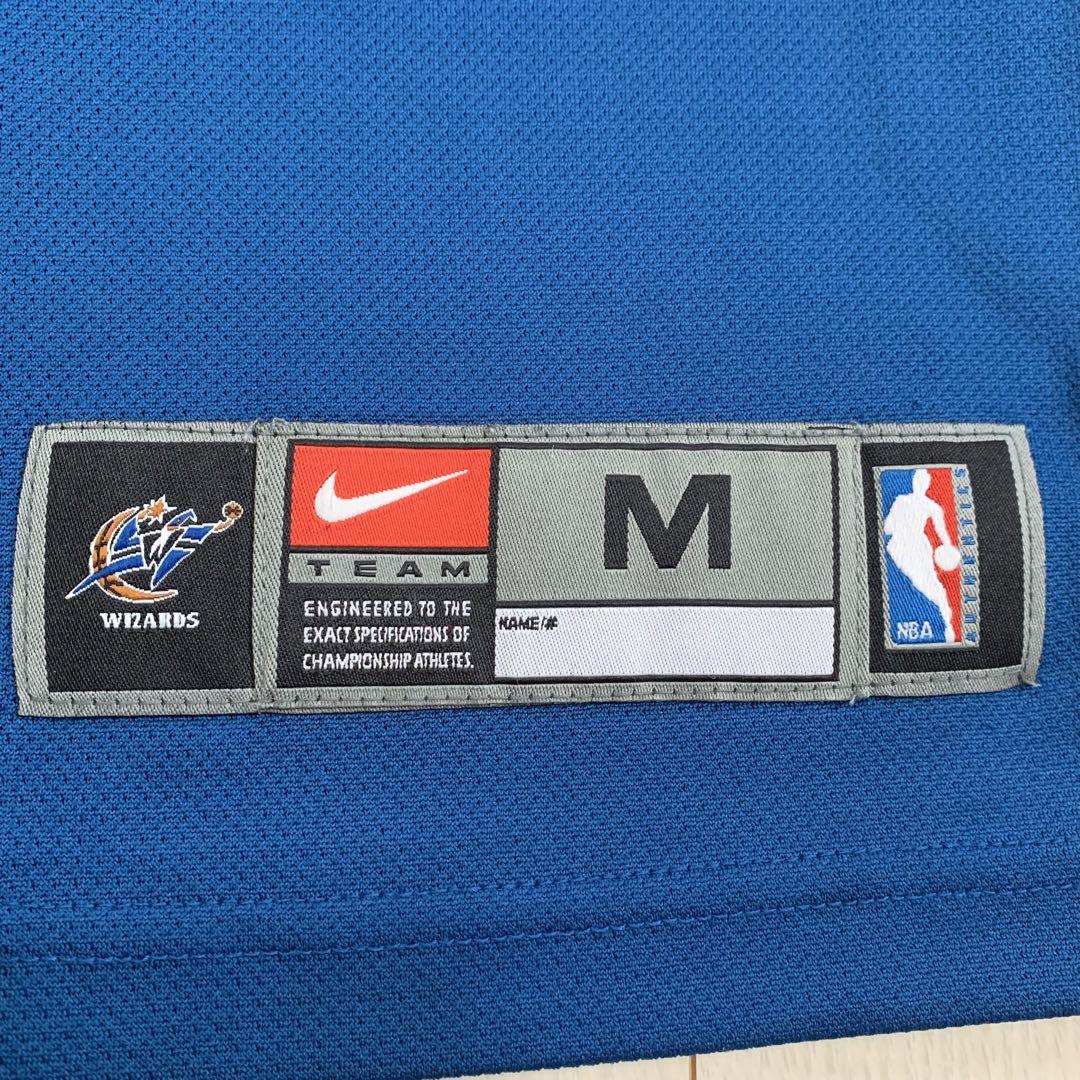 WIZARDS
TEAM
ENGINEERED TO THE
EXACT SPECIFICATIONS OF
CHAMPIONSHIP ATHLETES.
M
NAME/#
NBA
AUTHENTICS